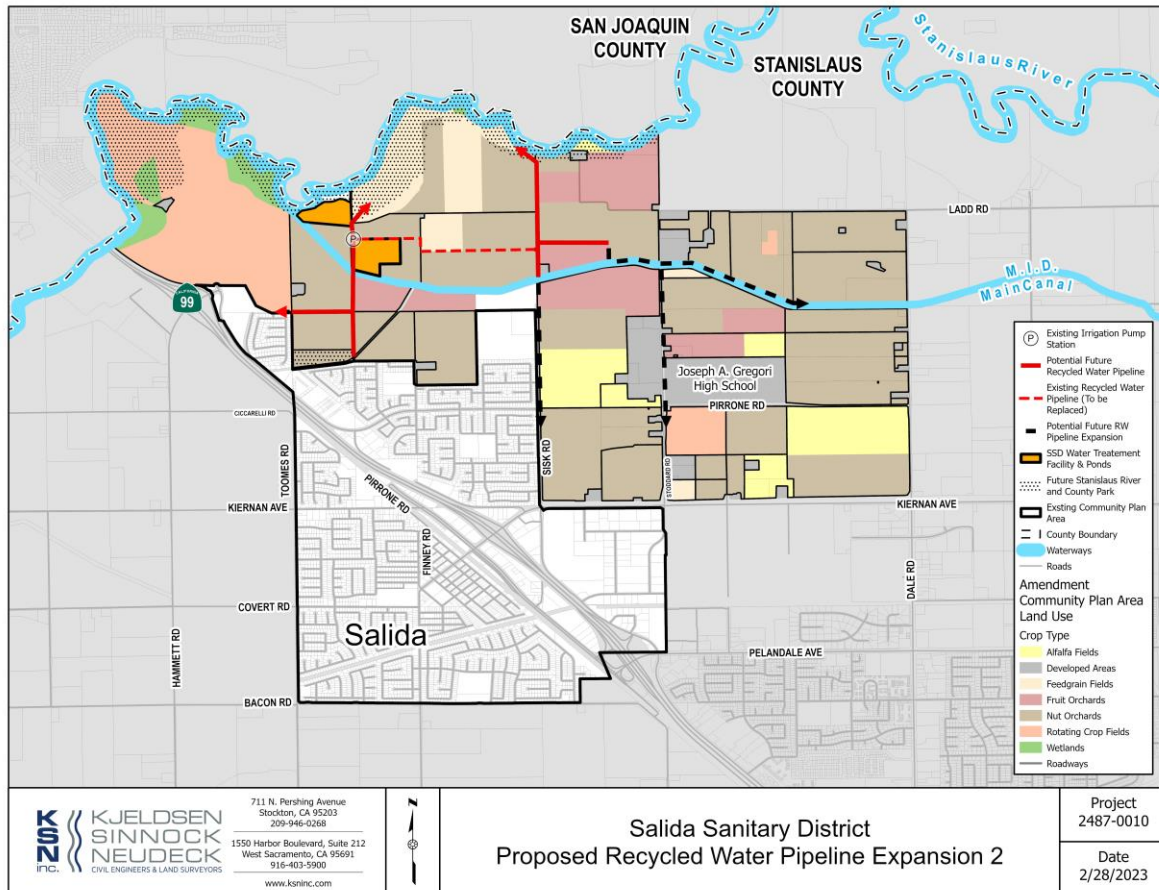 SAN JOAQUIN
COUNTY
STANISLAUS
COUNTY
Stanislaus River
LADD RD
M.I.D.
Main Canal
CALIFORNIA
99
P
Joseph A. Gregori
High School
PIRRONE RD
CICCARELLI RD
TOOMES RD
SISK RD
STODDARD RD
PIRRONE RD
KIERNAN AVE
KIERNAN AVE
FINNEY RD
DALE RD
COVERT RD
Salida
HAMMETT RD
PELANDALE AVE
BACON RD
P Existing Irrigation Pump
Station
Potential Future
Recycled Water Pipeline
Existing Recycled Water
Pipeline (To be
Replaced)
Potential Future RW
Pipeline Expansion
SSD Water Treatement
Facility & Ponds
Future Stanislaus River
and County Park
Exsting Community Plan
Area
County Boundary
Waterways
Roads
Amendment
Community Plan Area
Land Use
Crop Type
Alfalfa Fields
Developed Areas
Feedgrain Fields
Fruit Orchards
Nut Orchards
Rotating Crop Fields
Wetlands
Roadways
KSN
inc.
KJELDSEN
SINNOCK
NEUDECK
CIVIL ENGINEERS & LAND SURVEYORS
711 N. Pershing Avenue
Stockton, CA 95203
209-946-0268
1550 Harbor Boulevard, Suite 212
West Sacramento, CA 95691
916-403-5900
www.ksninc.com
Salida Sanitary District
Proposed Recycled Water Pipeline Expansion 2
Project
2487-0010
Date
2/28/2023